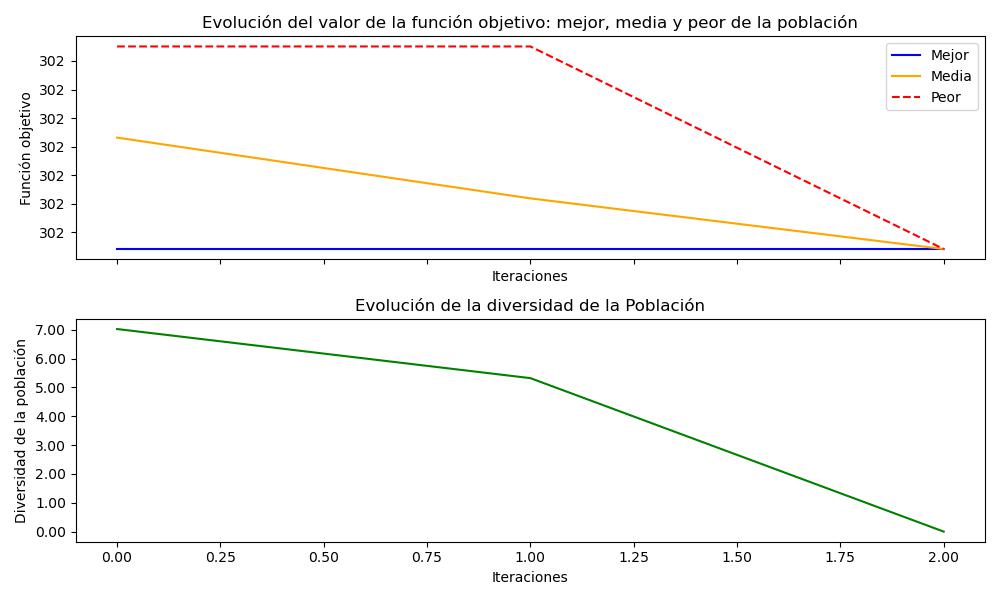 Evolución del valor de la función objetivo: mejor, media y peor de la población
302
302
302
302
302
302
302
Función objetivo
Mejor
Media
Peor
Iteraciones
Evolución de la diversidad de la Población
7.00
6.00
5.00
4.00
3.00
2.00
1.00
0.00
Diversidad de la población
0.00 0.25 0.50 0.75 1.00 1.25 1.50 1.75 2.00
Iteraciones